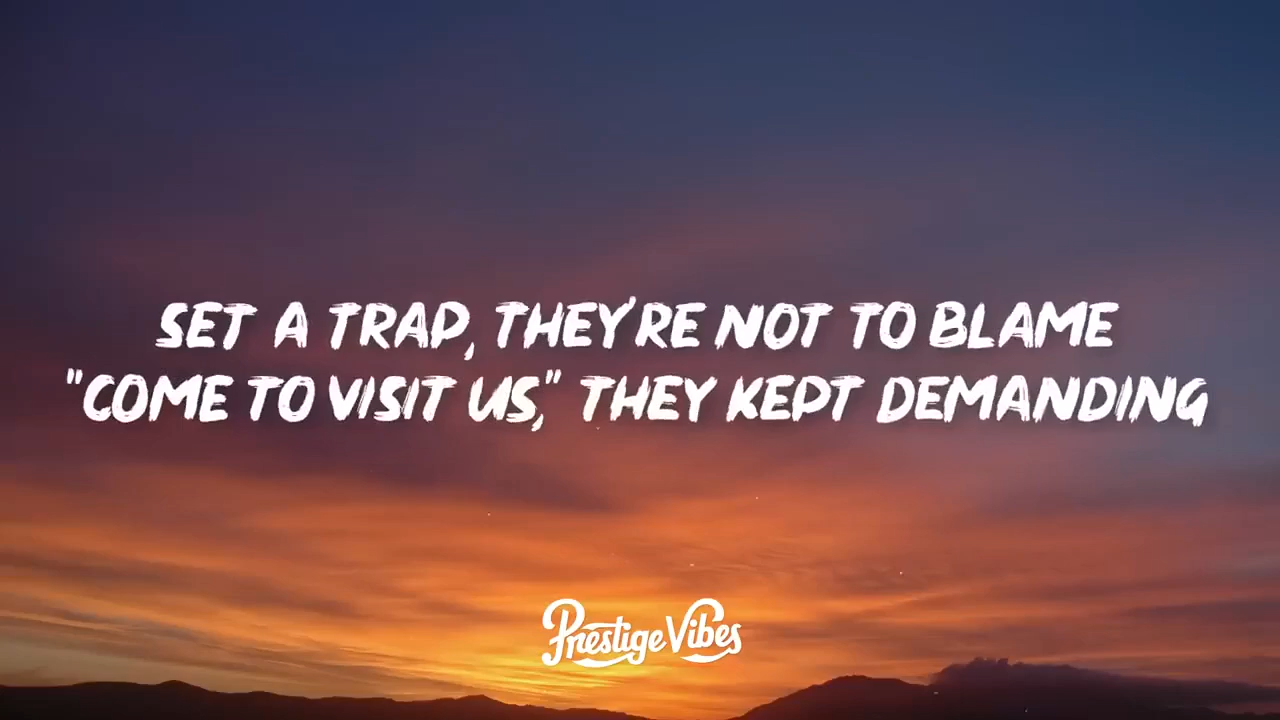 SET A TRAP, THEY'RE NOT TO BLAME
"COME TO VISIT US," THEY KEPT DEMANDING
Prestige Vibes